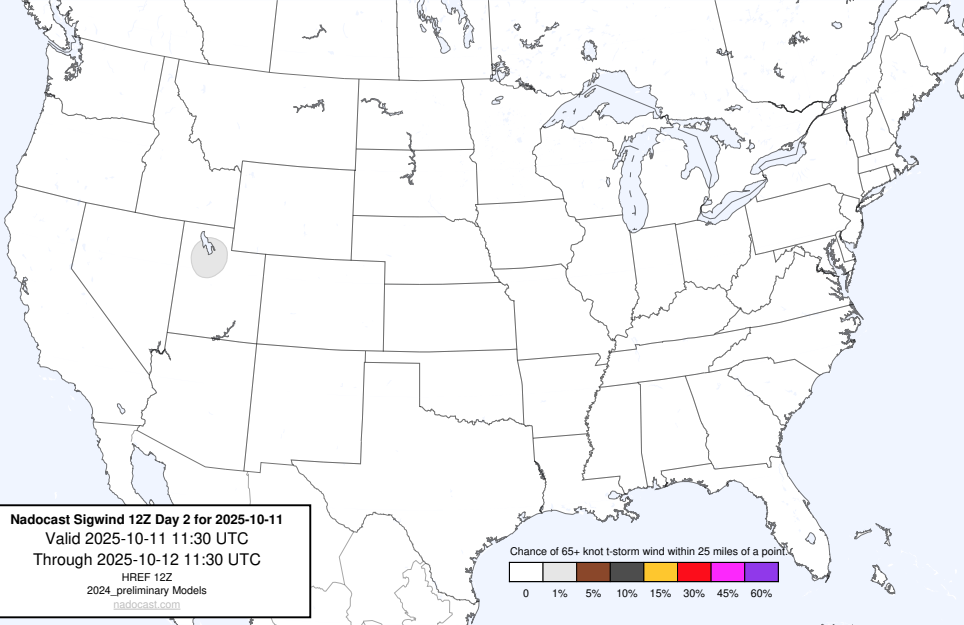 Nadocast Sigwind 12Z Day 2 for 2025-10-11
Valid 2025-10-11 11:30 UTC
Through 2025-10-12 11:30 UTC
HREF 12Z
2024_preliminary Models
nadocast.com
Chance of 65+ knot t-storm wind within 25 miles of a point.
0 1% 5% 10% 15% 30% 45% 60%